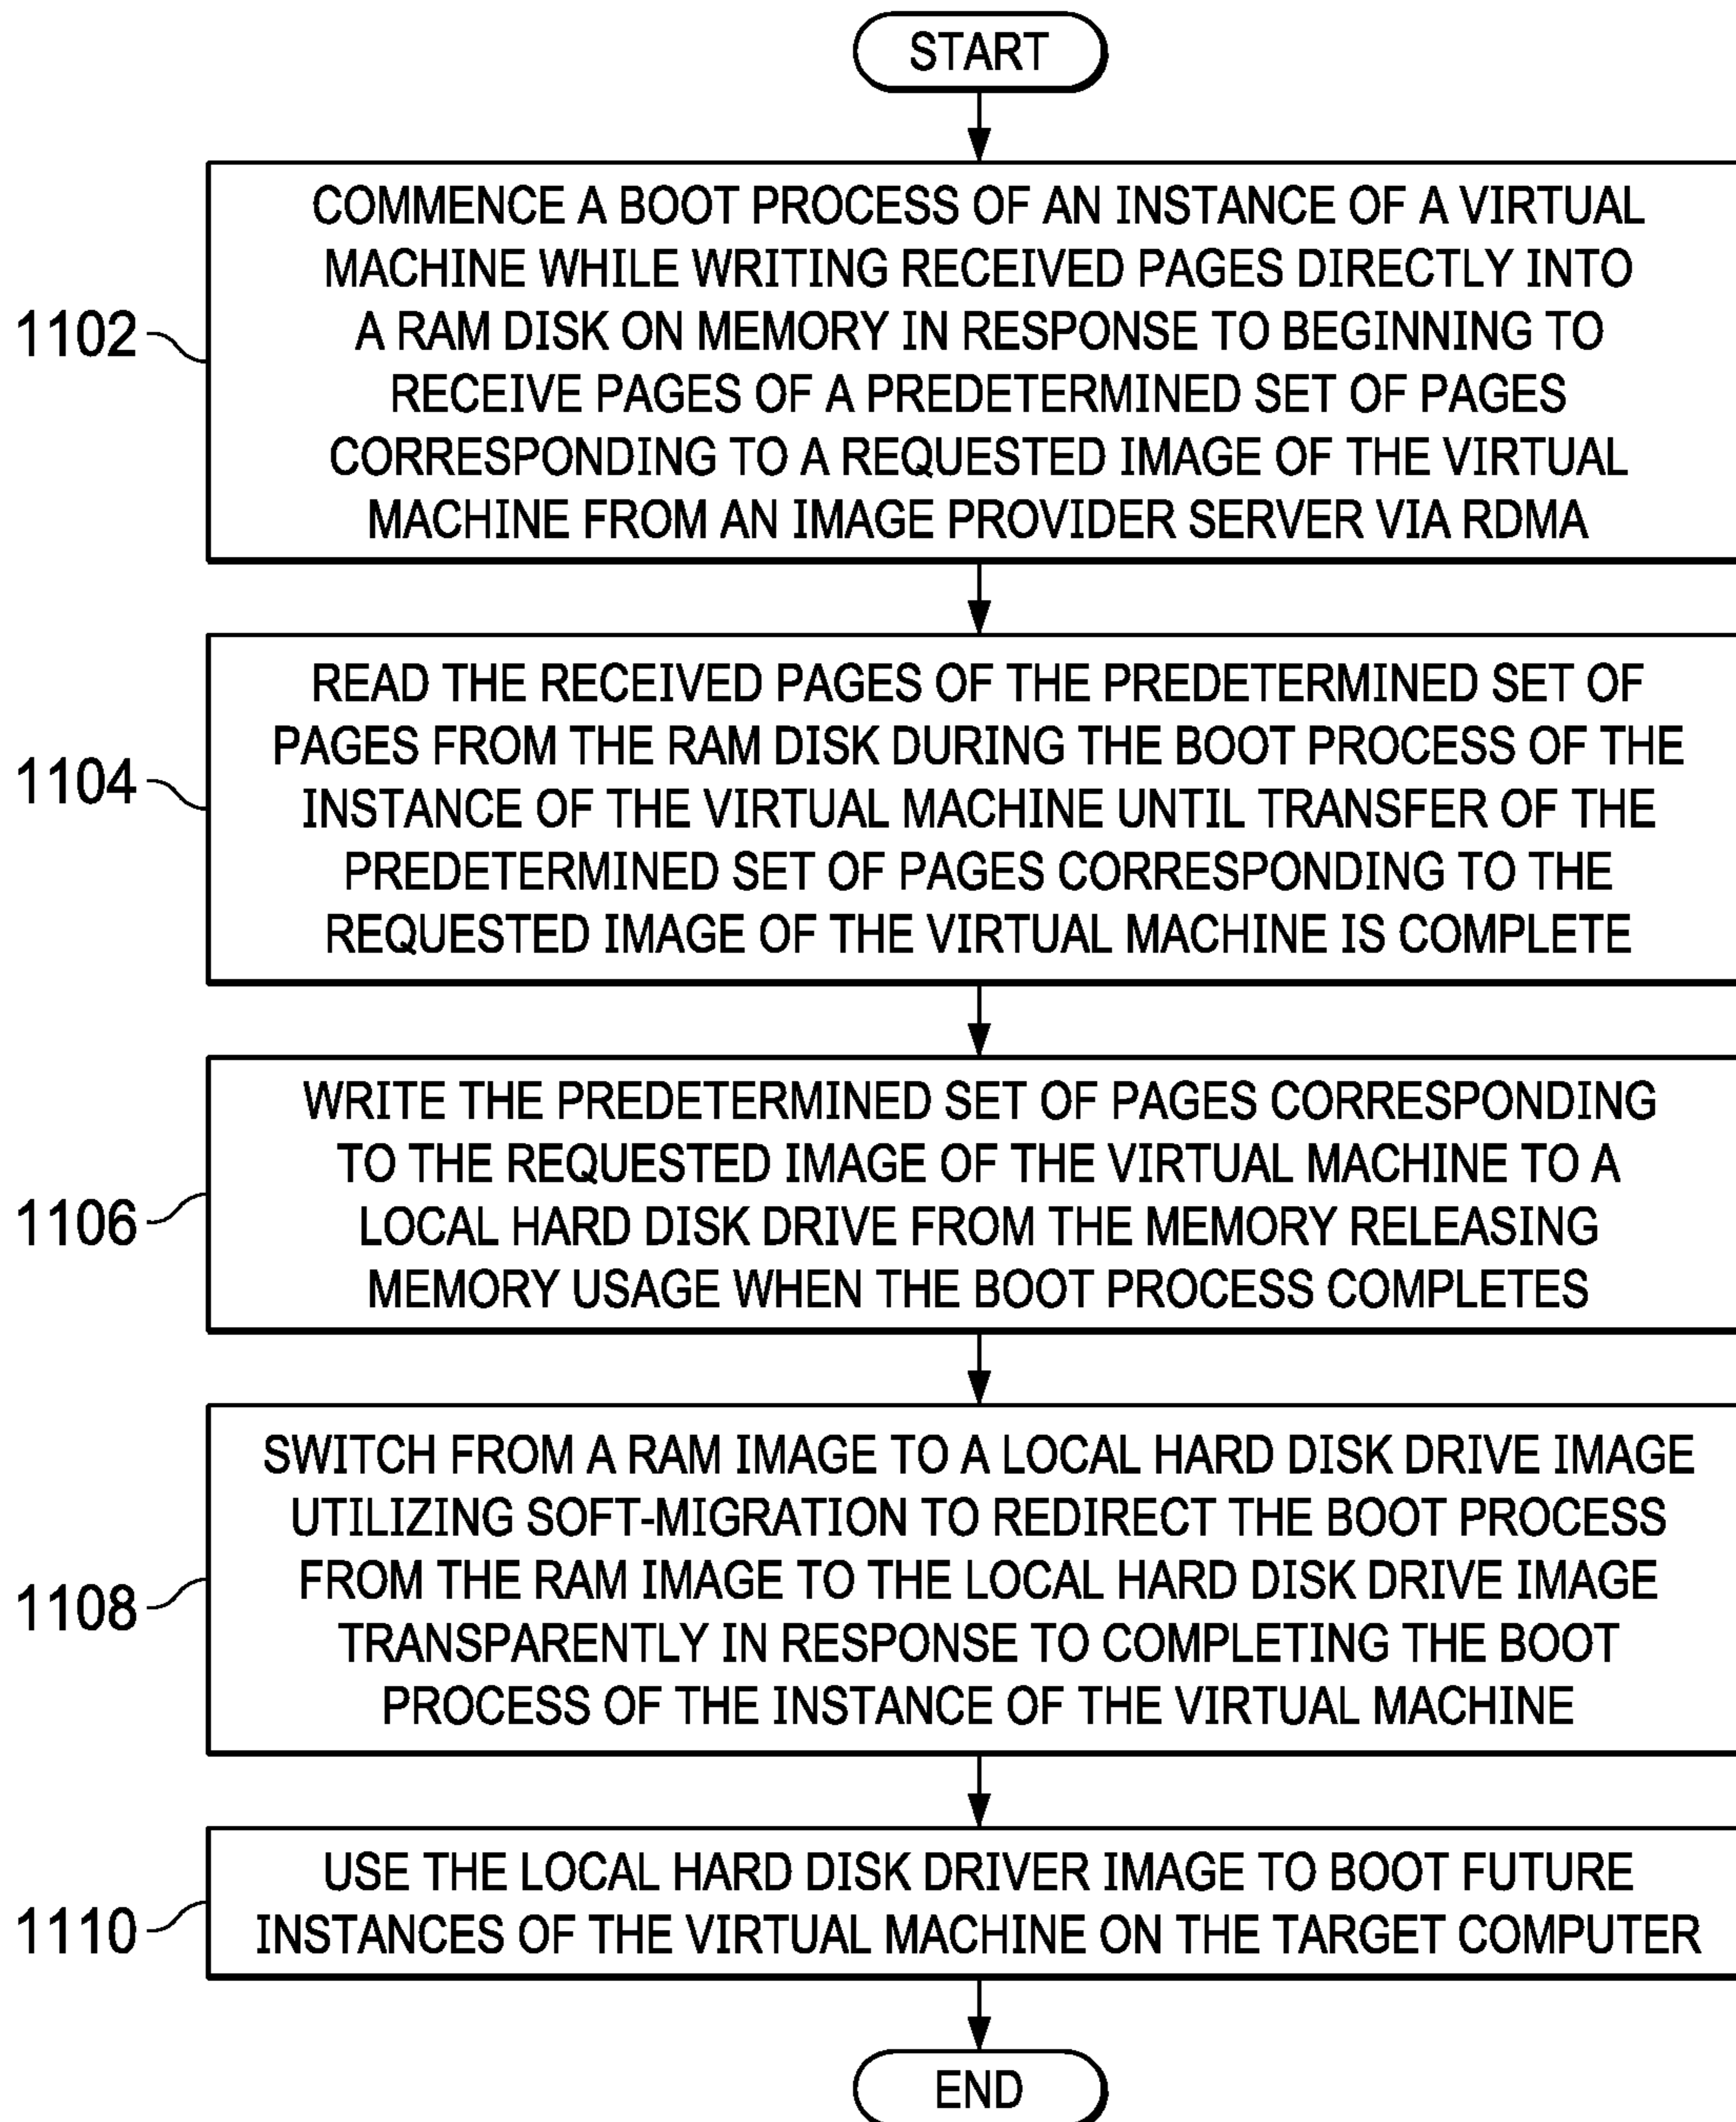 START
COMMENCE A BOOT PROCESS OF AN INSTANCE OF A VIRTUAL
MACHINE WHILE WRITING RECEIVED PAGES DIRECTLY INTO
A RAM DISK ON MEMORY IN RESPONSE TO BEGINNING TO
RECEIVE PAGES OF A PREDETERMINED SET OF PAGES
CORRESPONDING TO A REQUESTED IMAGE OF THE VIRTUAL
MACHINE FROM AN IMAGE PROVIDER SERVER VIA RDMA
1102
READ THE RECEIVED PAGES OF THE PREDETERMINED SET OF
PAGES FROM THE RAM DISK DURING THE BOOT PROCESS OF THE
INSTANCE OF THE VIRTUAL MACHINE UNTIL TRANSFER OF THE
PREDETERMINED SET OF PAGES CORRESPONDING TO THE
REQUESTED IMAGE OF THE VIRTUAL MACHINE IS COMPLETE
1104
WRITE THE PREDETERMINED SET OF PAGES CORRESPONDING
TO THE REQUESTED IMAGE OF THE VIRTUAL MACHINE TO A
LOCAL HARD DISK DRIVE FROM THE MEMORY RELEASING
MEMORY USAGE WHEN THE BOOT PROCESS COMPLETES
1106
SWITCH FROM A RAM IMAGE TO A LOCAL HARD DISK DRIVE IMAGE
UTILIZING SOFT-MIGRATION TO REDIRECT THE BOOT PROCESS
FROM THE RAM IMAGE TO THE LOCAL HARD DISK DRIVE IMAGE
TRANSPARENTLY IN RESPONSE TO COMPLETING THE BOOT
PROCESS OF THE INSTANCE OF THE VIRTUAL MACHINE
1108
USE THE LOCAL HARD DISK DRIVER IMAGE TO BOOT FUTURE
INSTANCES OF THE VIRTUAL MACHINE ON THE TARGET COMPUTER
1110
END